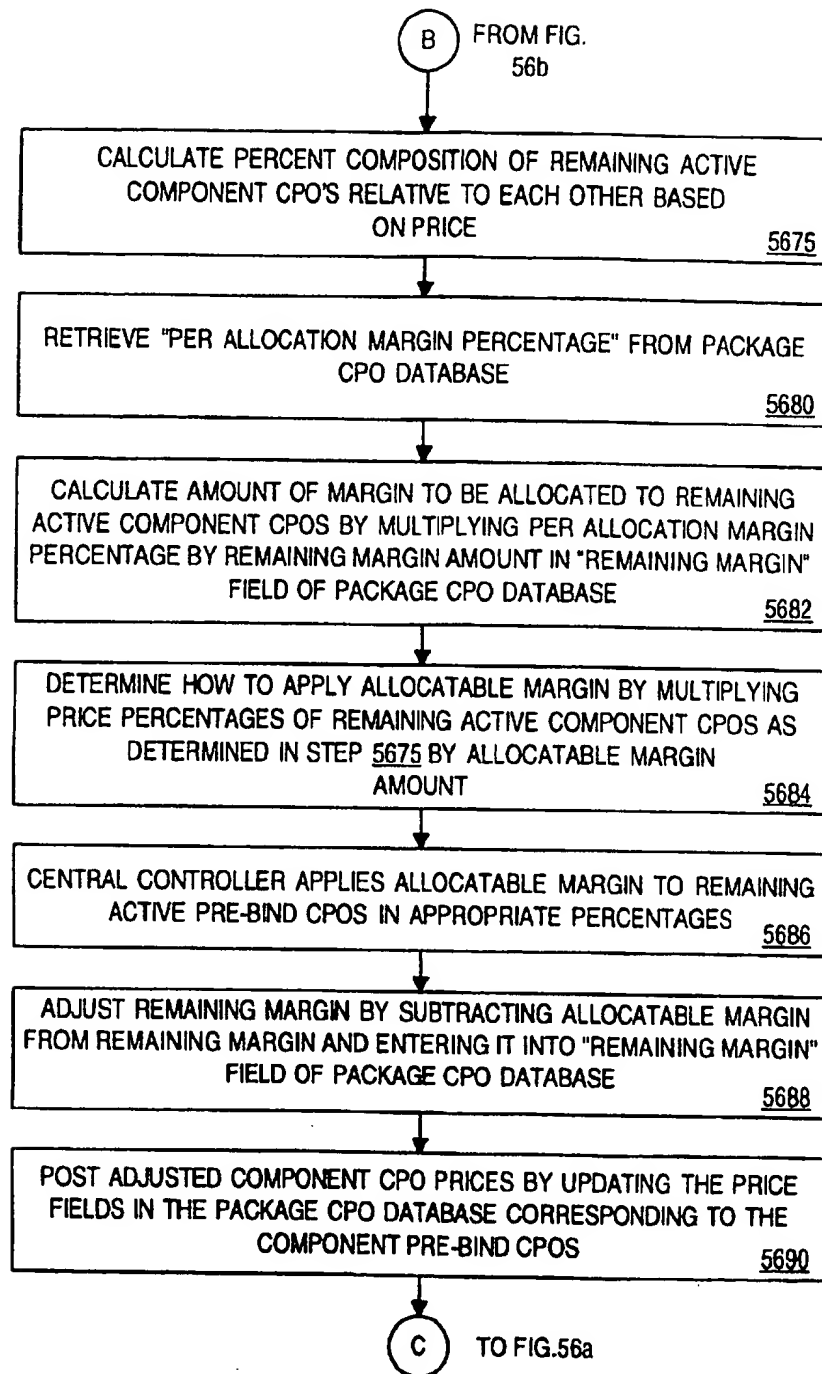 B
FROM FIG.
56b
CALCULATE PERCENT COMPOSITION OF REMAINING ACTIVE
COMPONENT CPO'S RELATIVE TO EACH OTHER BASED
ON PRICE
5675
RETRIEVE "PER ALLOCATION MARGIN PERCENTAGE" FROM PACKAGE
CPO DATABASE
5680
CALCULATE AMOUNT OF MARGIN TO BE ALLOCATED TO REMAINING
ACTIVE COMPONENT CPOS BY MULTIPLYING PER ALLOCATION MARGIN
PERCENTAGE BY REMAINING MARGIN AMOUNT IN "REMAINING MARGIN"
FIELD OF PACKAGE CPO DATABASE
5682
DETERMINE HOW TO APPLY ALLOCATABLE MARGIN BY MULTIPLYING
PRICE PERCENTAGES OF REMAINING ACTIVE COMPONENT CPOS AS
DETERMINED IN STEP 5675 BY ALLOCATABLE MARGIN
AMOUNT
5684
CENTRAL CONTROLLER APPLIES ALLOCATABLE MARGIN TO REMAINING
ACTIVE PRE-BIND CPOS IN APPROPRIATE PERCENTAGES
5686
ADJUST REMAINING MARGIN BY SUBTRACTING ALLOCATABLE MARGIN
FROM REMAINING MARGIN AND ENTERING IT INTO "REMAINING MARGIN"
FIELD OF PACKAGE CPO DATABASE
5688
POST ADJUSTED COMPONENT CPO PRICES BY UPDATING THE PRICE
FIELDS IN THE PACKAGE CPO DATABASE CORRESPONDING TO THE
COMPONENT PRE-BIND CPOS
5690
C
TO FIG.56a